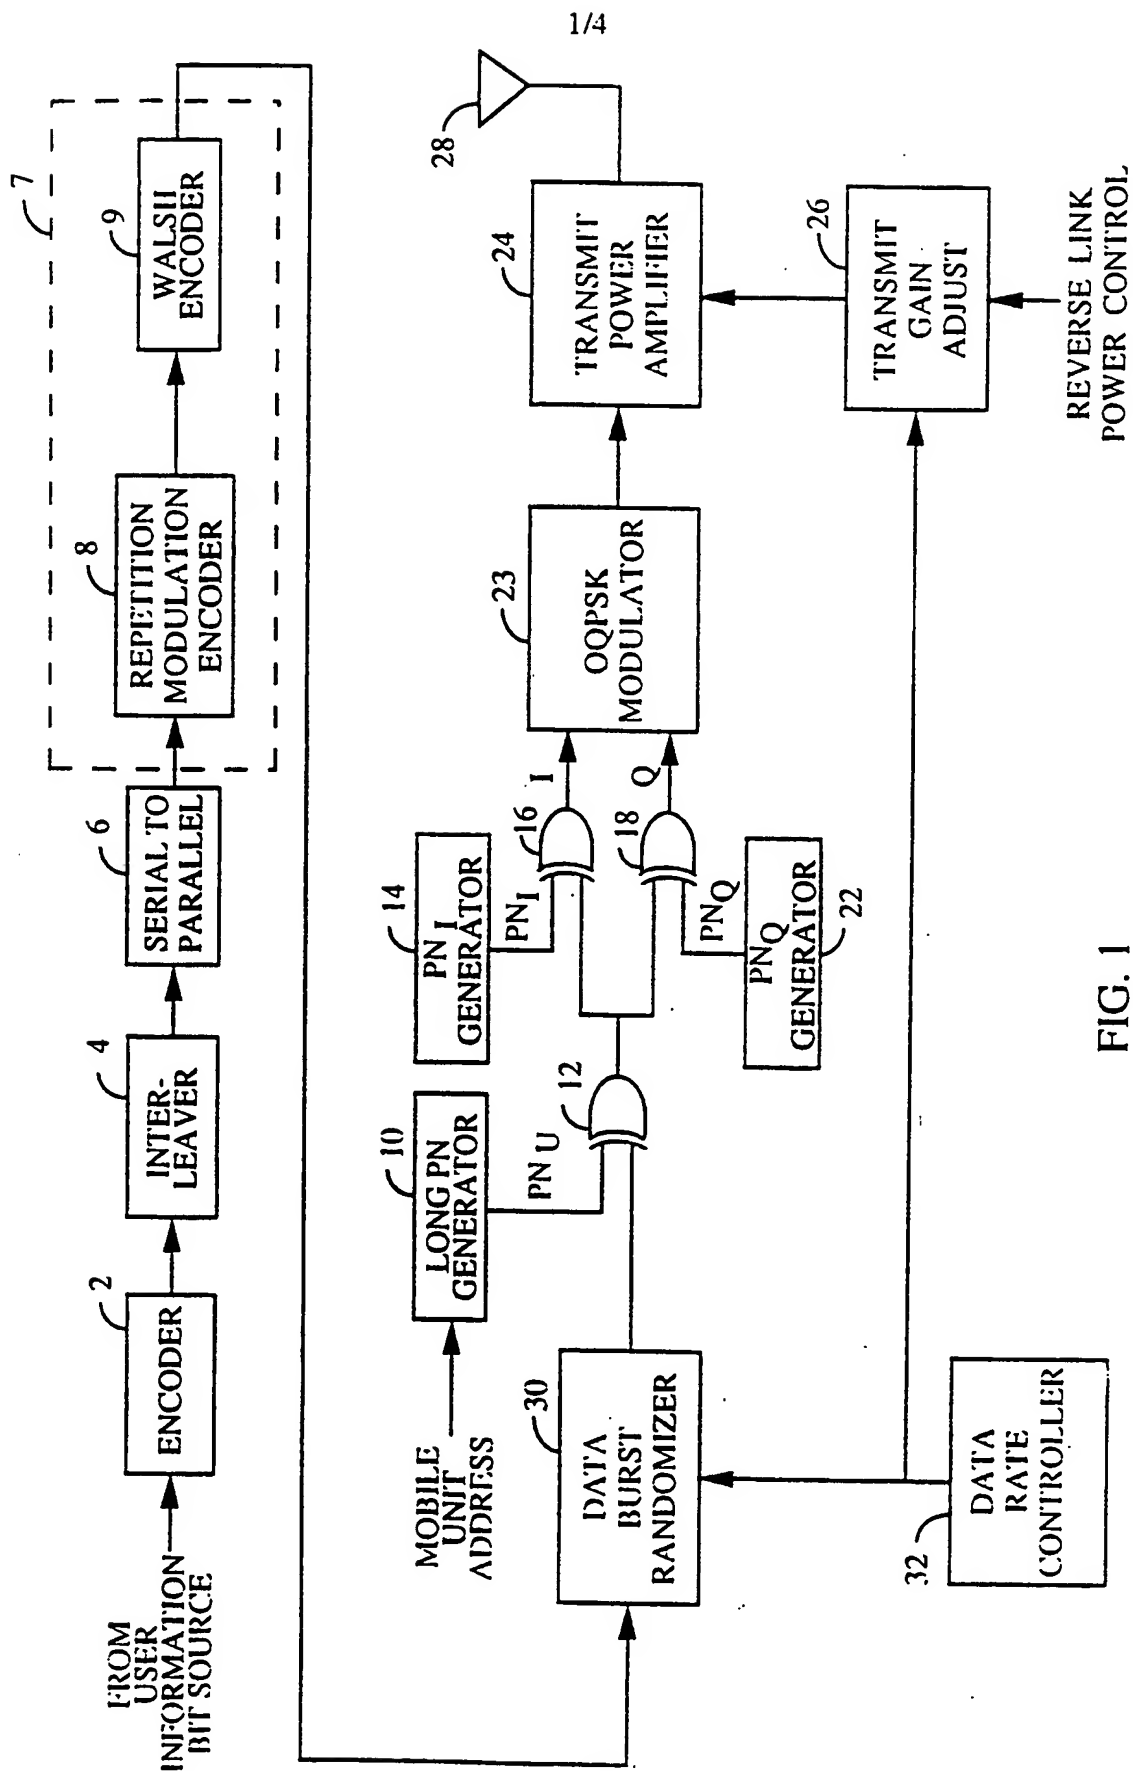 1/4
FROM
USER
INFORMATION
BIT SOURCE
2
ENCODER
4
INTER-
LEAVER
6
SERIAL TO
PARALLEL
7
8
REPETITION
MODULATION
ENCODER
9
WALSH
ENCODER
MOBILE
UNIT
ADDRESS
10
LONG PN
GENERATOR
PN U
12
14
PN I
GENERATOR
PN I
16
I
18
Q
PN Q
PN Q
GENERATOR
22
23
OQPSK
MODULATOR
24
TRANSMIT
POWER
AMPLIFIER
28
26
TRANSMIT
GAIN
ADJUST
REVERSE LINK
POWER CONTROL
30
DATA
BURST
RANDOMIZER
32
DATA
RATE
CONTROLLER
FIG. 1